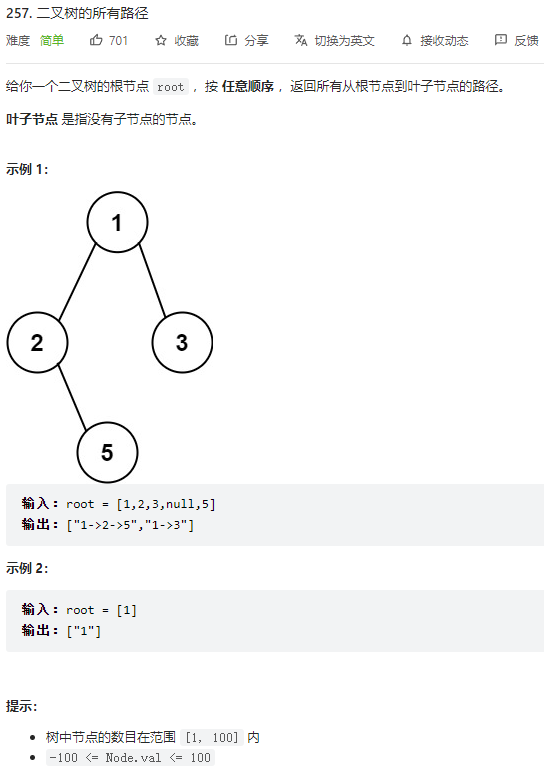 257. 二叉树的所有路径
难度 简单 701 收藏 分享 切换为英文 接收动态 反馈
给你一个二叉树的根节点 root ，按 任意顺序 ，返回所有从根节点到叶子节点的路径。
叶子节点 是指没有子节点的节点。
示例 1：
1
2 3
5
输入：root = [1,2,3,null,5]
输出：["1->2->5","1->3"]
示例 2：
输入：root = [1]
输出：["1"]
提示：
树中节点的数目在范围 [1, 100] 内
-100 <= Node.val <= 100